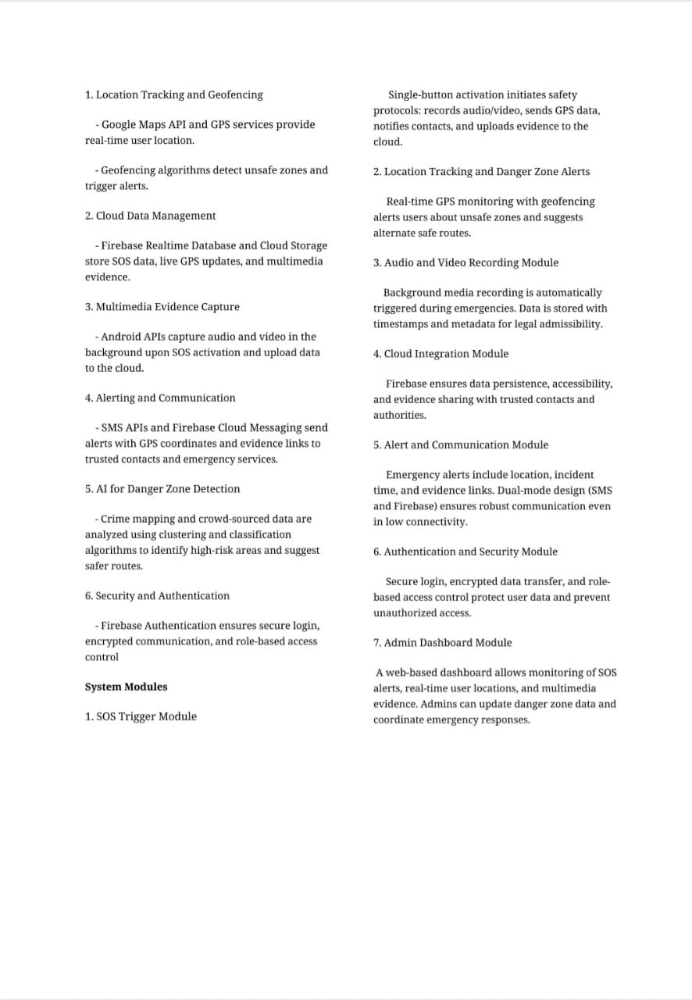 1. Location Tracking and Geofencing
- Google Maps API and GPS services provide
real-time user location.
- Geofencing algorithms detect unsafe zones and
trigger alerts.
2. Cloud Data Management
- Firebase Realtime Database and Cloud Storage
store SOS data, live GPS updates, and multimedia
evidence.
3. Multimedia Evidence Capture
- Android APIs capture audio and video in the
background upon SOS activation and upload data
to the cloud.
4. Alerting and Communication
- SMS APIs and Firebase Cloud Messaging send
alerts with GPS coordinates and evidence links to
trusted contacts and emergency services.
5. AI for Danger Zone Detection
- Crime mapping and crowd-sourced data are
analyzed using clustering and classification
algorithms to identify high-risk areas and suggest
safer routes.
6. Security and Authentication
- Firebase Authentication ensures secure login,
encrypted communication, and role-based access
control
System Modules
1. SOS Trigger Module
Single-button activation initiates safety
protocols: records audio/video, sends GPS data,
notifies contacts, and uploads evidence to the
cloud.
2. Location Tracking and Danger Zone Alerts
Real-time GPS monitoring with geofencing
alerts users about unsafe zones and suggests
alternate safe routes.
3. Audio and Video Recording Module
Background media recording is automatically
triggered during emergencies. Data is stored with
timestamps and metadata for legal admissibility.
4. Cloud Integration Module
Firebase ensures data persistence, accessibility,
and evidence sharing with trusted contacts and
authorities.
5. Alert and Communication Module
Emergency alerts include location, incident
time, and evidence links. Dual-mode design (SMS
and Firebase) ensures robust communication even
in low connectivity.
6. Authentication and Security Module
Secure login, encrypted data transfer, and role-
based access control protect user data and prevent
unauthorized access.
7. Admin Dashboard Module
A web-based dashboard allows monitoring of SOS
alerts, real-time user locations, and multimedia
evidence. Admins can update danger zone data and
coordinate emergency responses.